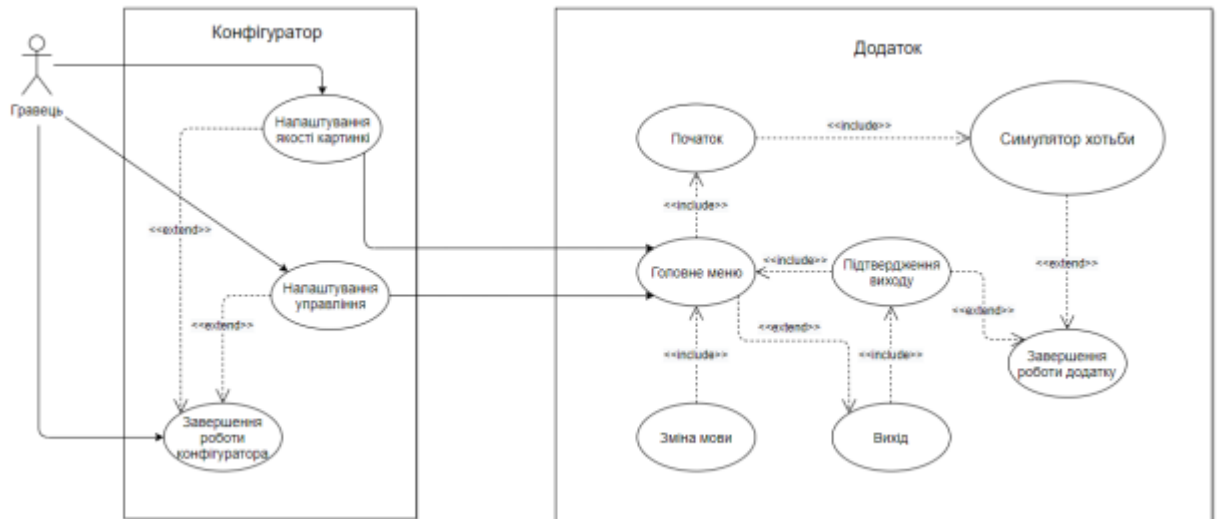 Конфігуратор
Додаток
Гравець
Налаштування
якості картинкі
Початок
<<include>>
Симулятор хотьби
<<include>>
<<extend>>
Налаштування
управління
Головне меню
<<include>>
Підтвердження
виходу
<<extend>>
<<extend>>
<<extend>>
<<extend>>
<<include>>
<<include>>
Завершення
роботи додатку
Завершення
роботи
конфігуратора
Зміна мови
Вихід